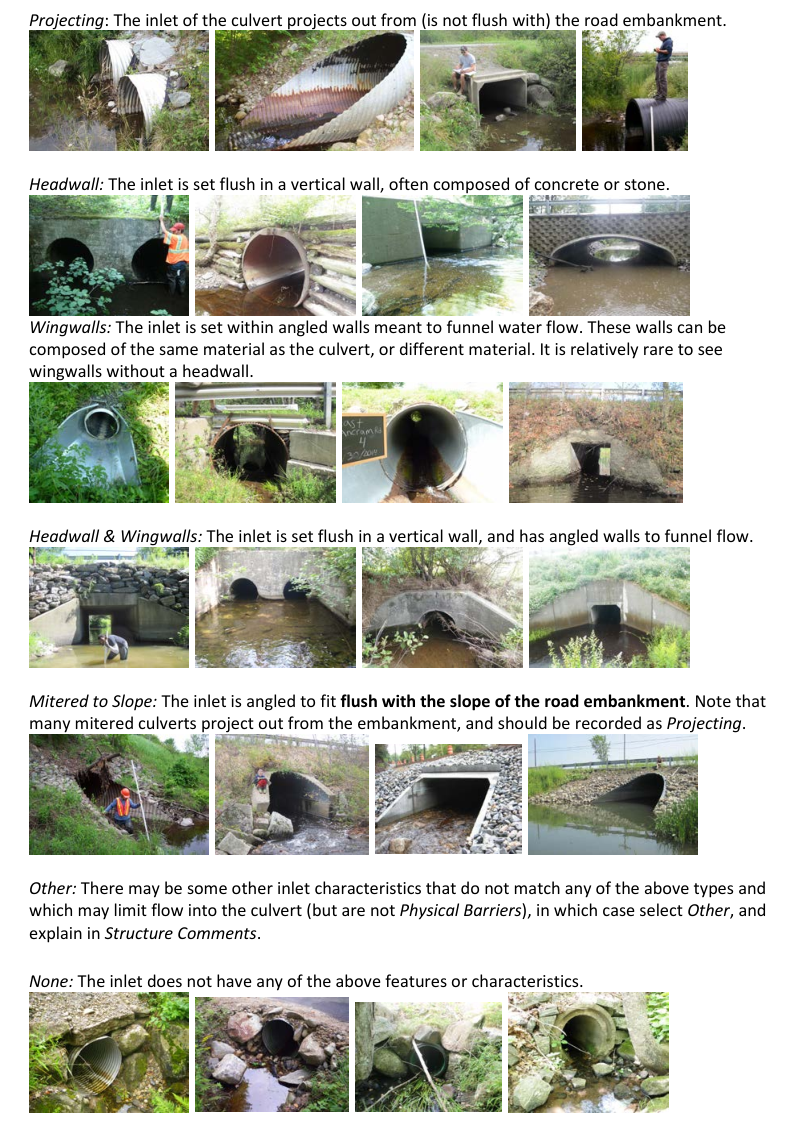 Projecting: The inlet of the culvert projects out from (is not flush with) the road embankment.
Headwall: The inlet is set flush in a vertical wall, often composed of concrete or stone.
Wingwalls: The inlet is set within angled walls meant to funnel water flow. These walls can be
composed of the same material as the culvert, or different material. It is relatively rare to see
wingwalls without a headwall.
4
Headwall & Wingwalls: The inlet is set flush in a vertical wall, and has angled walls to funnel flow.
Mitered to Slope: The inlet is angled to fit flush with the slope of the road embankment. Note that
many mitered culverts project out from the embankment, and should be recorded as Projecting.
Other: There may be some other inlet characteristics that do not match any of the above types and
which may limit flow into the culvert (but are not Physical Barriers), in which case select Other, and
explain in Structure Comments.
None: The inlet does not have any of the above features or characteristics.